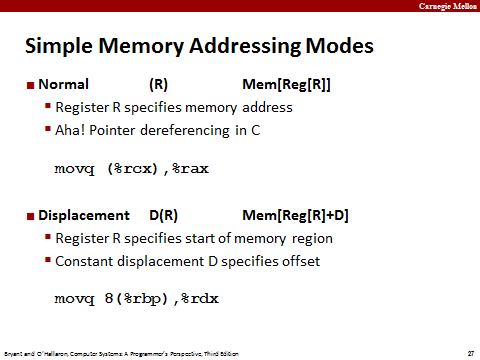 Carnegie Mellon
Simple Memory Addressing Modes
Normal (R) Mem[Reg[R]]
Register R specifies memory address
Aha! Pointer dereferencing in C
movq (%rcx),%rax
Displacement D(R) Mem[Reg[R]+D]
Register R specifies start of memory region
Constant displacement D specifies offset
movq 8(%rbp),%rdx
Bryant and O'Hallaron, Computer Systems: A Programmer's Perspective, Third Edition 27